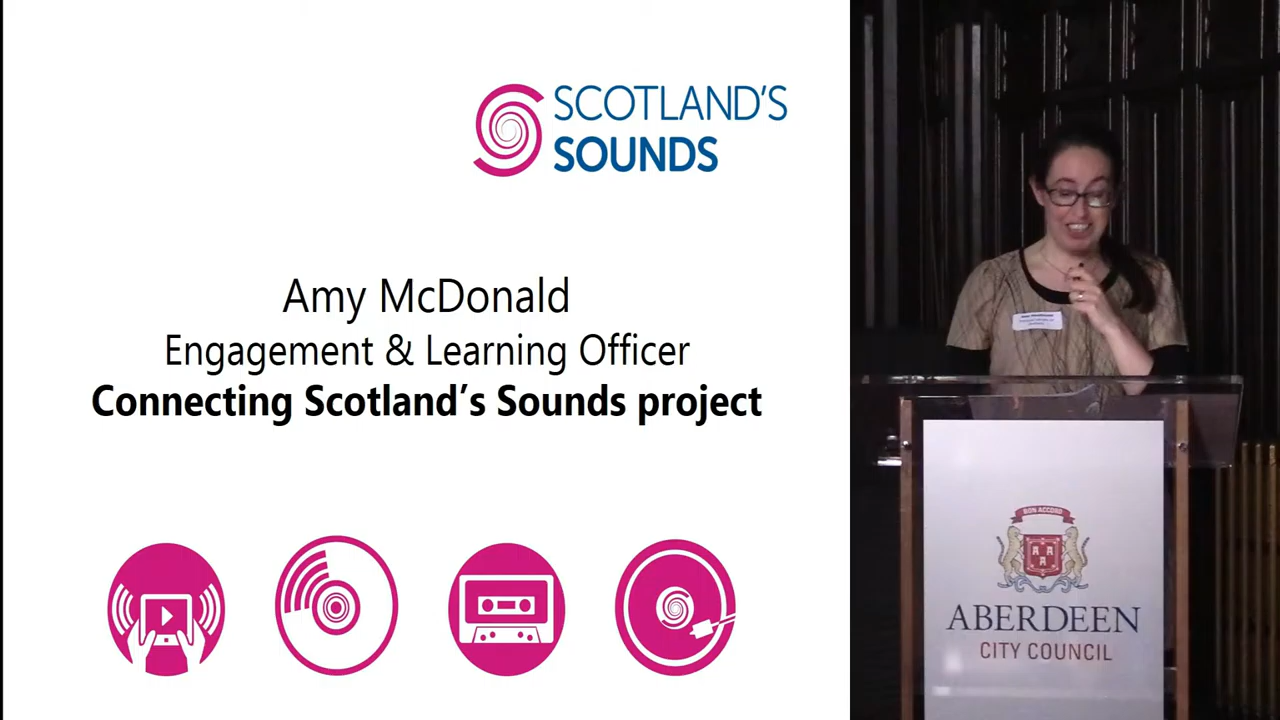 SCOTLAND'S
SOUNDS
Amy McDonald
Engagement & Learning Officer
Connecting Scotland's Sounds project
BON ACCORD
ABERDEEN
CITY COUNCIL